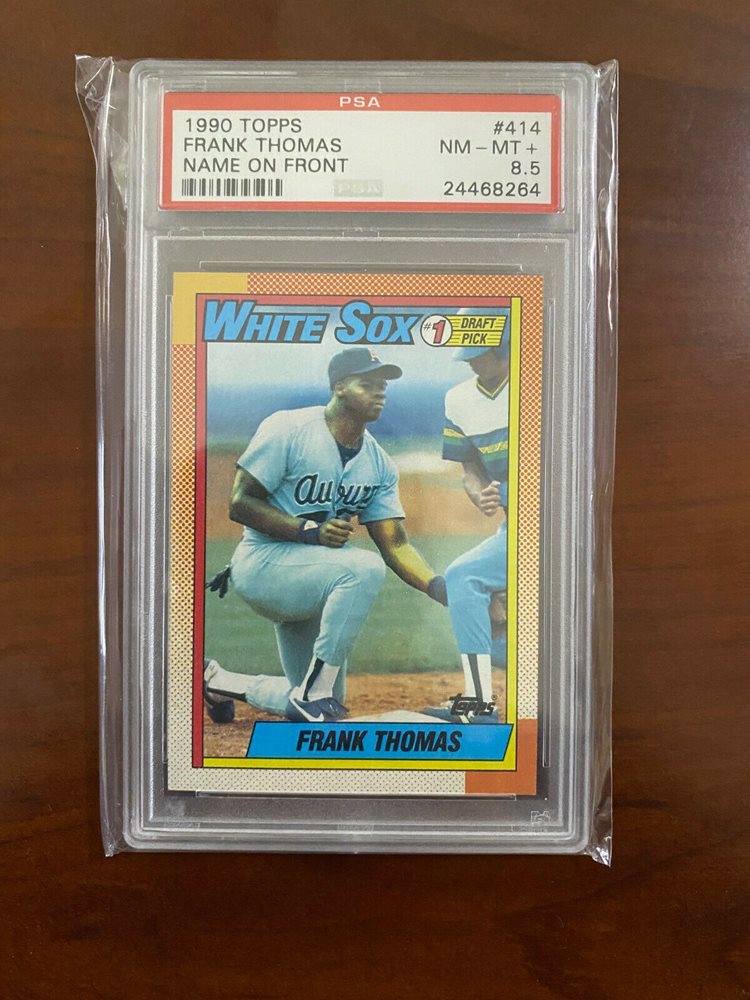 PSA
1990 TOPPS #414
FRANK THOMAS NM - MT +
NAME ON FRONT 8.5
PSA 24468264
WHITE SOX #1 DRAFT PICK
Auburn
topps
FRANK THOMAS